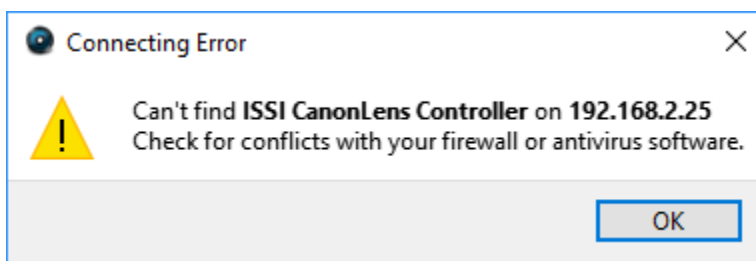 Connecting Error
Can't find ISSI CanonLens Controller on 192.168.2.25
Check for conflicts with your firewall or antivirus software.
OK